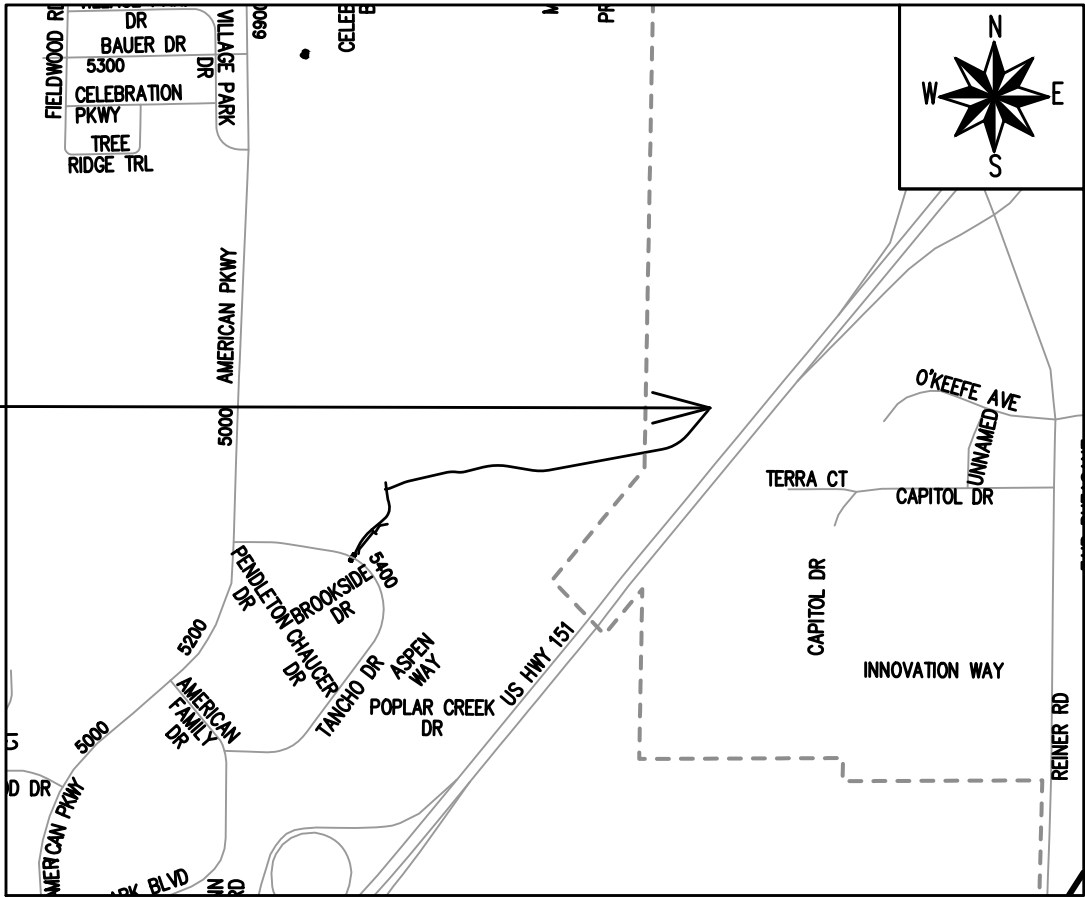 DR
BAUER DR
5300
CELEBRATION
PKWY
TREE
RIDGE TRL
FIELDWOOD RD
VILLAGE PARK
DR
6900
N
W E
S
AMERICAN PKWY
5000
O'KEEFE AVE
UNNAMED
TERRA CT
CAPITOL DR
5400
PENDLETON
DR
BROOKSIDE
DR
CHAUCER
DR
5200
CAPITOL DR
ASPEN
WAY
US HWY 151
TANCHO DR
INNOVATION WAY
AMERICAN
FAMILY
DR
POPLAR CREEK
DR
5000
REINER RD
DR
PKWY
BLVD